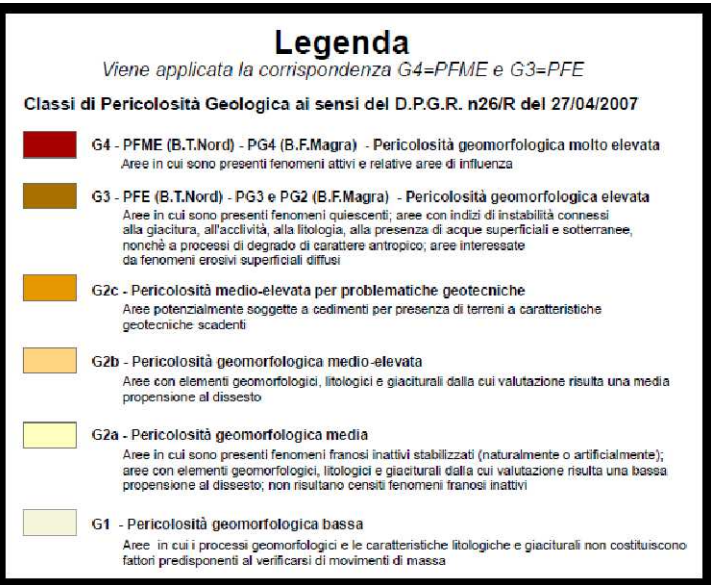 Legenda
Viene applicata la corrispondenza G4=PFME e G3=PFE
Classi di Pericolosità Geologica ai sensi del D.P.G.R. n26/R del 27/04/2007
G4 - PFME (B.T.Nord) - PG4 (B.F.Magra) - Pericolosità geomorfologica molto elevata
Aree in cui sono presenti fenomeni attivi e relative aree di influenza
G3 - PFE (B.T.Nord) - PG3 e PG2 (B.F.Magra) - Pericolosità geomorfologica elevata
Aree in cui sono presenti fenomeni quiescenti; aree con indizi di instabilità connessi
alla giacitura, all'acclività, alla litologia, alla presenza di acque superficiali e sotterranee,
nonchè a processi di degrado di carattere antropico; aree interessate
da fenomeni erosivi superficiali diffusi
G2c - Pericolosità medio-elevata per problematiche geotecniche
Aree potenzialmente soggette a cedimenti per presenza di terreni a caratteristiche
geotecniche scadenti
G2b - Pericolosità geomorfologica medio-elevata
Aree con elementi geomorfologici, litologici e giaciturali dalla cui valutazione risulta una media
propensione al dissesto
G2a - Pericolosità geomorfologica media
Aree in cui sono presenti fenomeni franosi inattivi stabilizzati (naturalmente o artificialmente);
aree con elementi geomorfologici, litologici e giaciturali dalla cui valutazione risulta una bassa
propensione al dissesto; non risultano censiti fenomeni franosi inattivi
G1 - Pericolosità geomorfologica bassa
Aree in cui i processi geomorfologici e le caratteristiche litologiche e giaciturali non costituiscono
fattori predisponenti al verificarsi di movimenti di massa